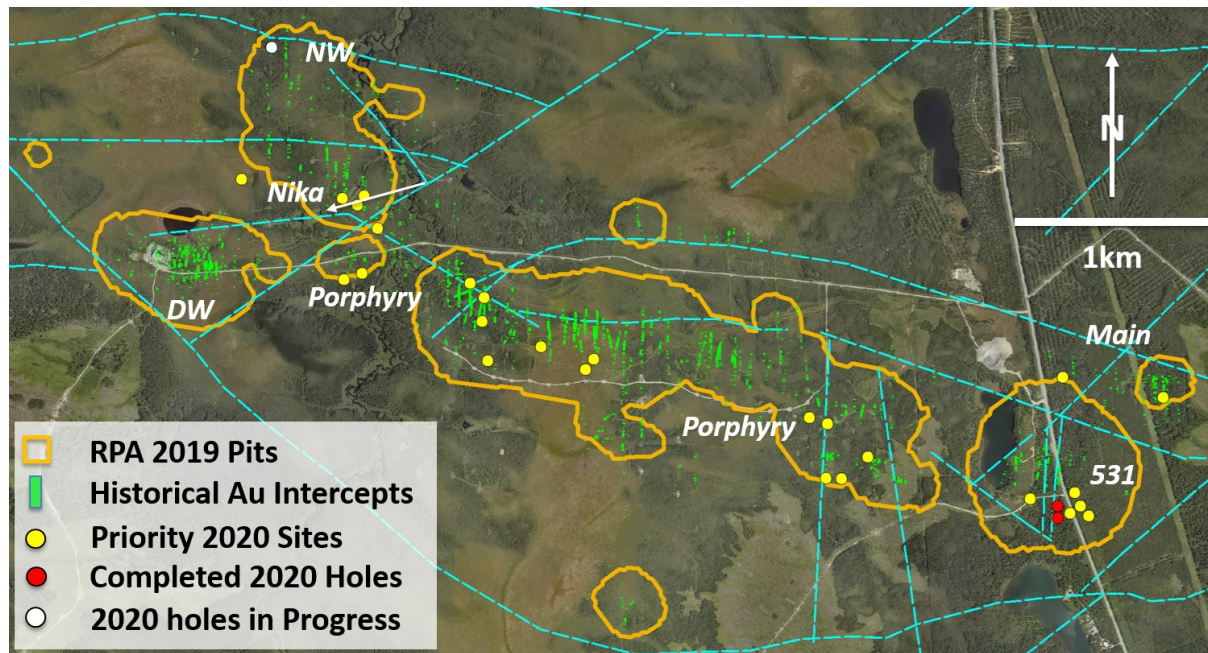 NW
N
Nika
1km
DW
Porphyry
Main
Porphyry
531
RPA 2019 Pits
Historical Au Intercepts
Priority 2020 Sites
Completed 2020 Holes
2020 holes in Progress